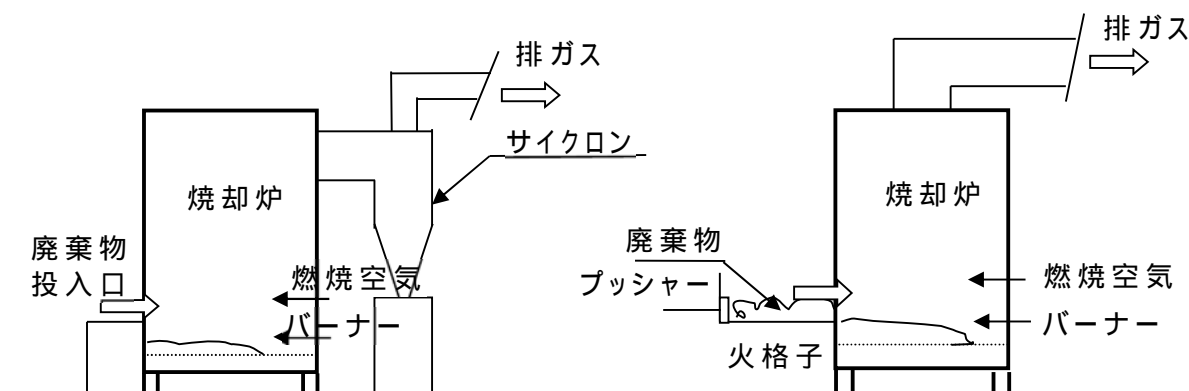 排ガス
サイクロン
焼却炉
廃棄物
投入口
燃焼空気
バーナー
排ガス
焼却炉
廃棄物
プッシャー
燃焼空気
バーナー
火格子